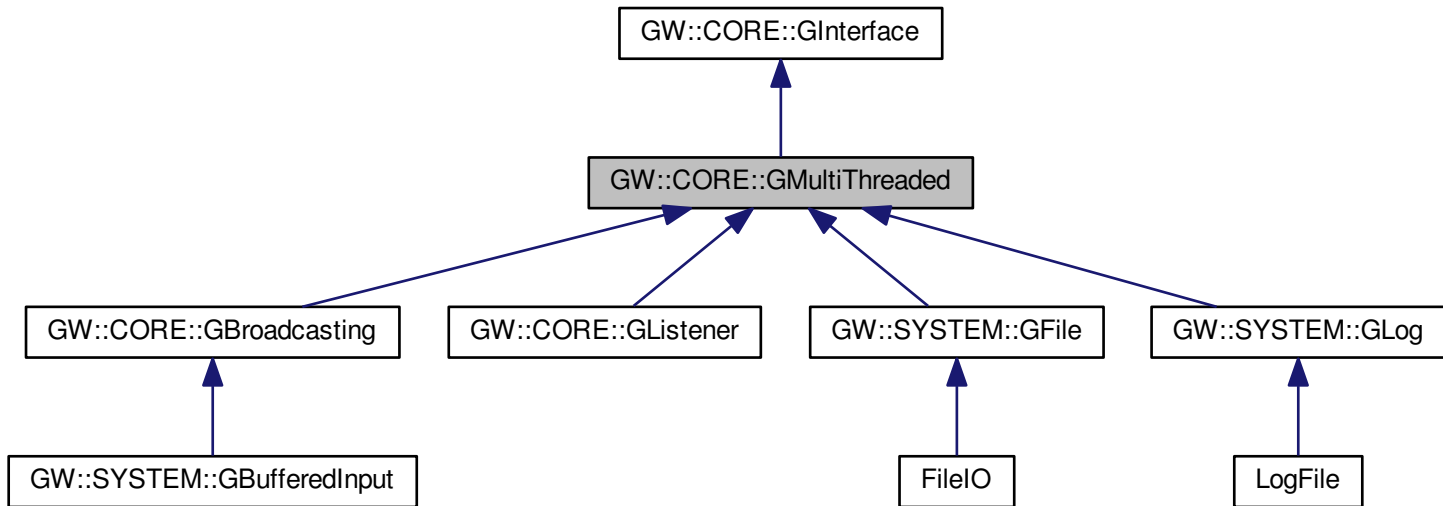 GW::CORE::GInterface
GW::CORE::GMultiThreaded
GW::CORE::GBroadcasting
GW::CORE::GListener
GW::SYSTEM::GFile
GW::SYSTEM::GLog
GW::SYSTEM::GBufferedInput
FileIO
LogFile